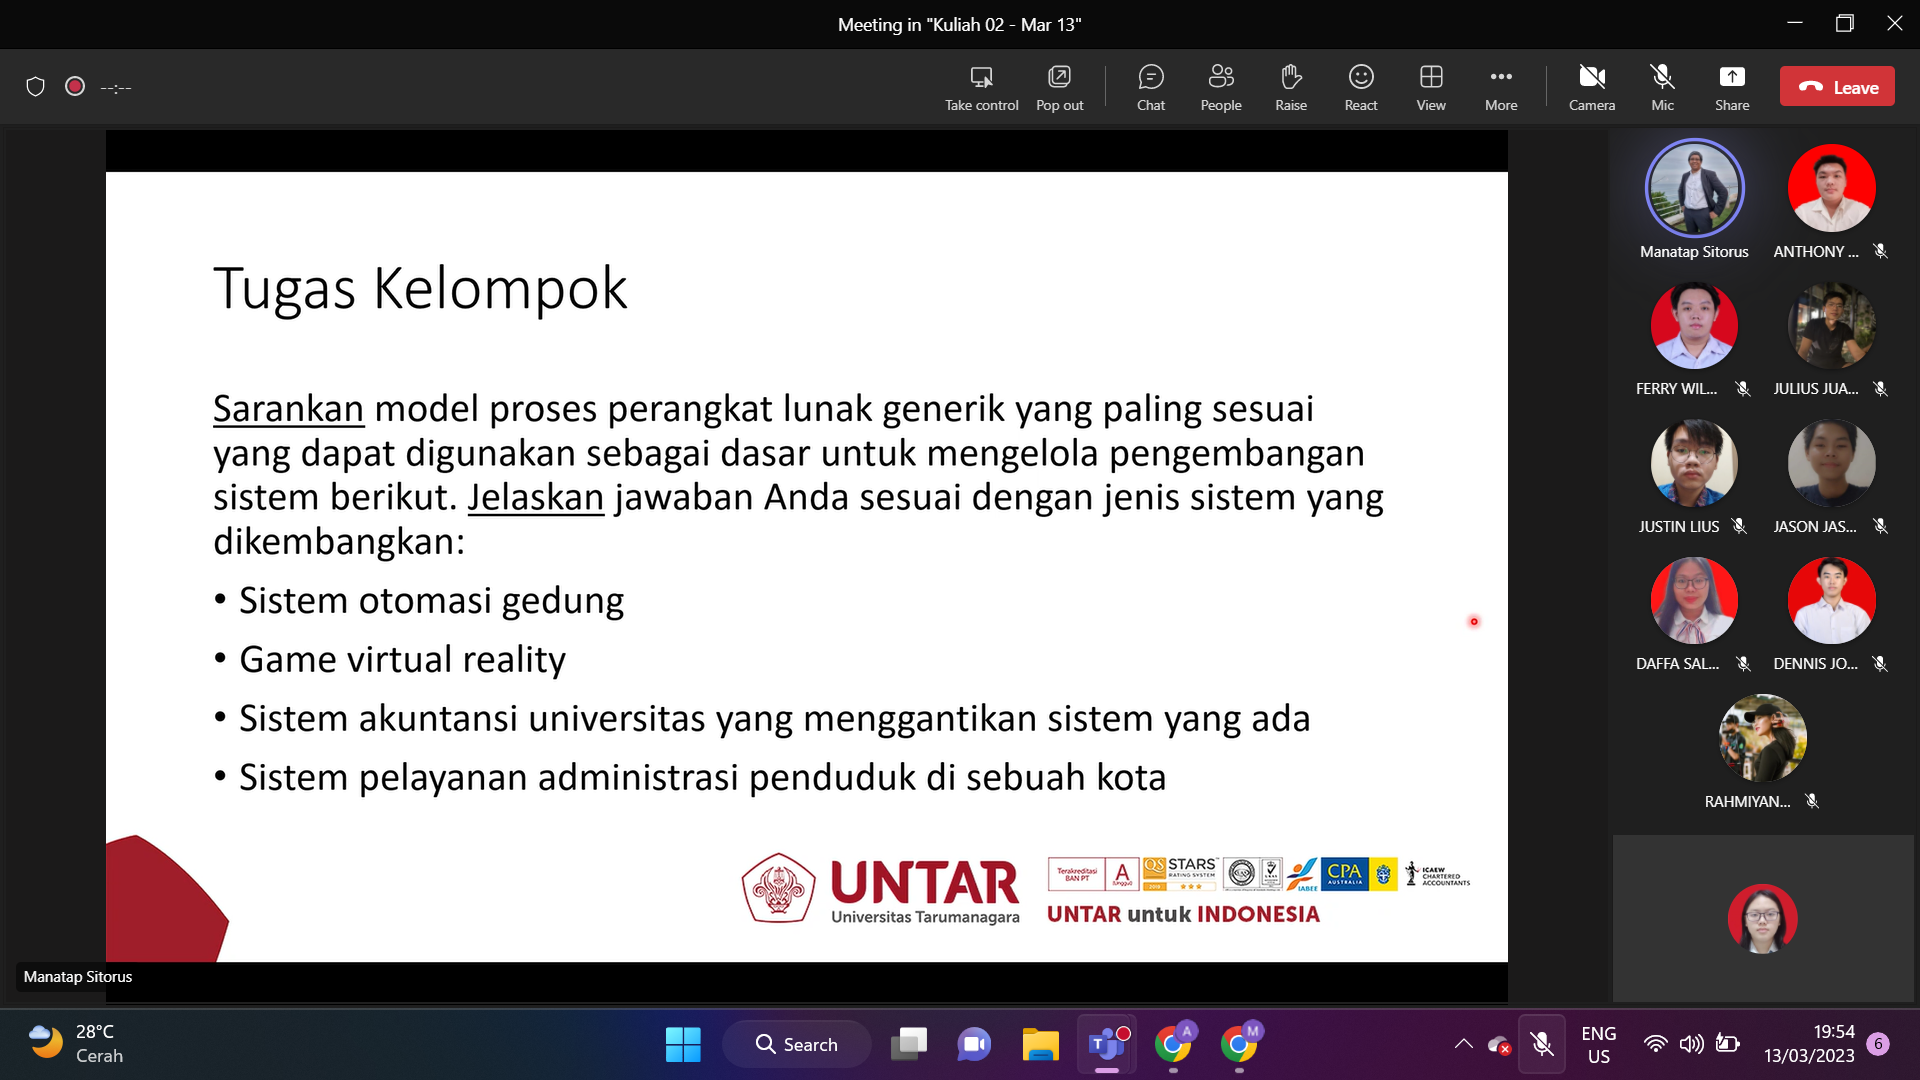 Meeting in "Kuliah 02 - Mar 13"
--:--
Take control
Pop out
Chat
People
Raise
React
View
More
Camera
Mic
Share
Leave
Tugas Kelompok
Sarankan model proses perangkat lunak generik yang paling sesuai
yang dapat digunakan sebagai dasar untuk mengelola pengembangan
sistem berikut. Jelaskan jawaban Anda sesuai dengan jenis sistem yang
dikembangkan:
• Sistem otomasi gedung
• Game virtual reality
• Sistem akuntansi universitas yang menggantikan sistem yang ada
• Sistem pelayanan administrasi penduduk di sebuah kota
UNTAR
Universitas Tarumanagara
Terakreditasi
BAN PT
A
QS
STARS
RATING SYSTEM
IABEE
CPA
AUSTRALIA
ICAEW
CHARTERED
ACCOUNTANTS
UNTAR untuk INDONESIA
Manatap Sitorus
Manatap Sitorus
ANTHONY ...
FERRY WIL...
JULIUS JUA...
JUSTIN LIUS
JASON JAS...
DAFFA SAL...
DENNIS JO...
RAHMIYAN...
28°C
Cerah
Search
T
A
M
ENG
US
19:54
13/03/2023
6